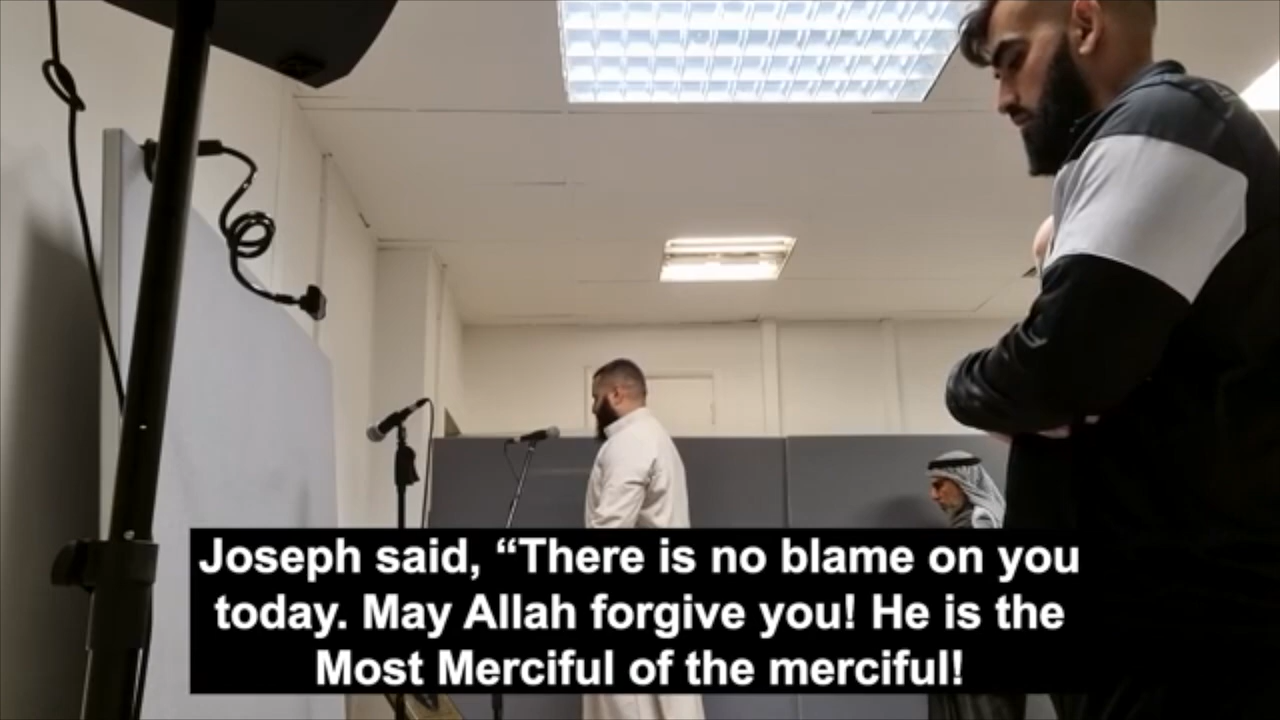 Joseph said, “There is no blame on you
today. May Allah forgive you! He is the
Most Merciful of the merciful!